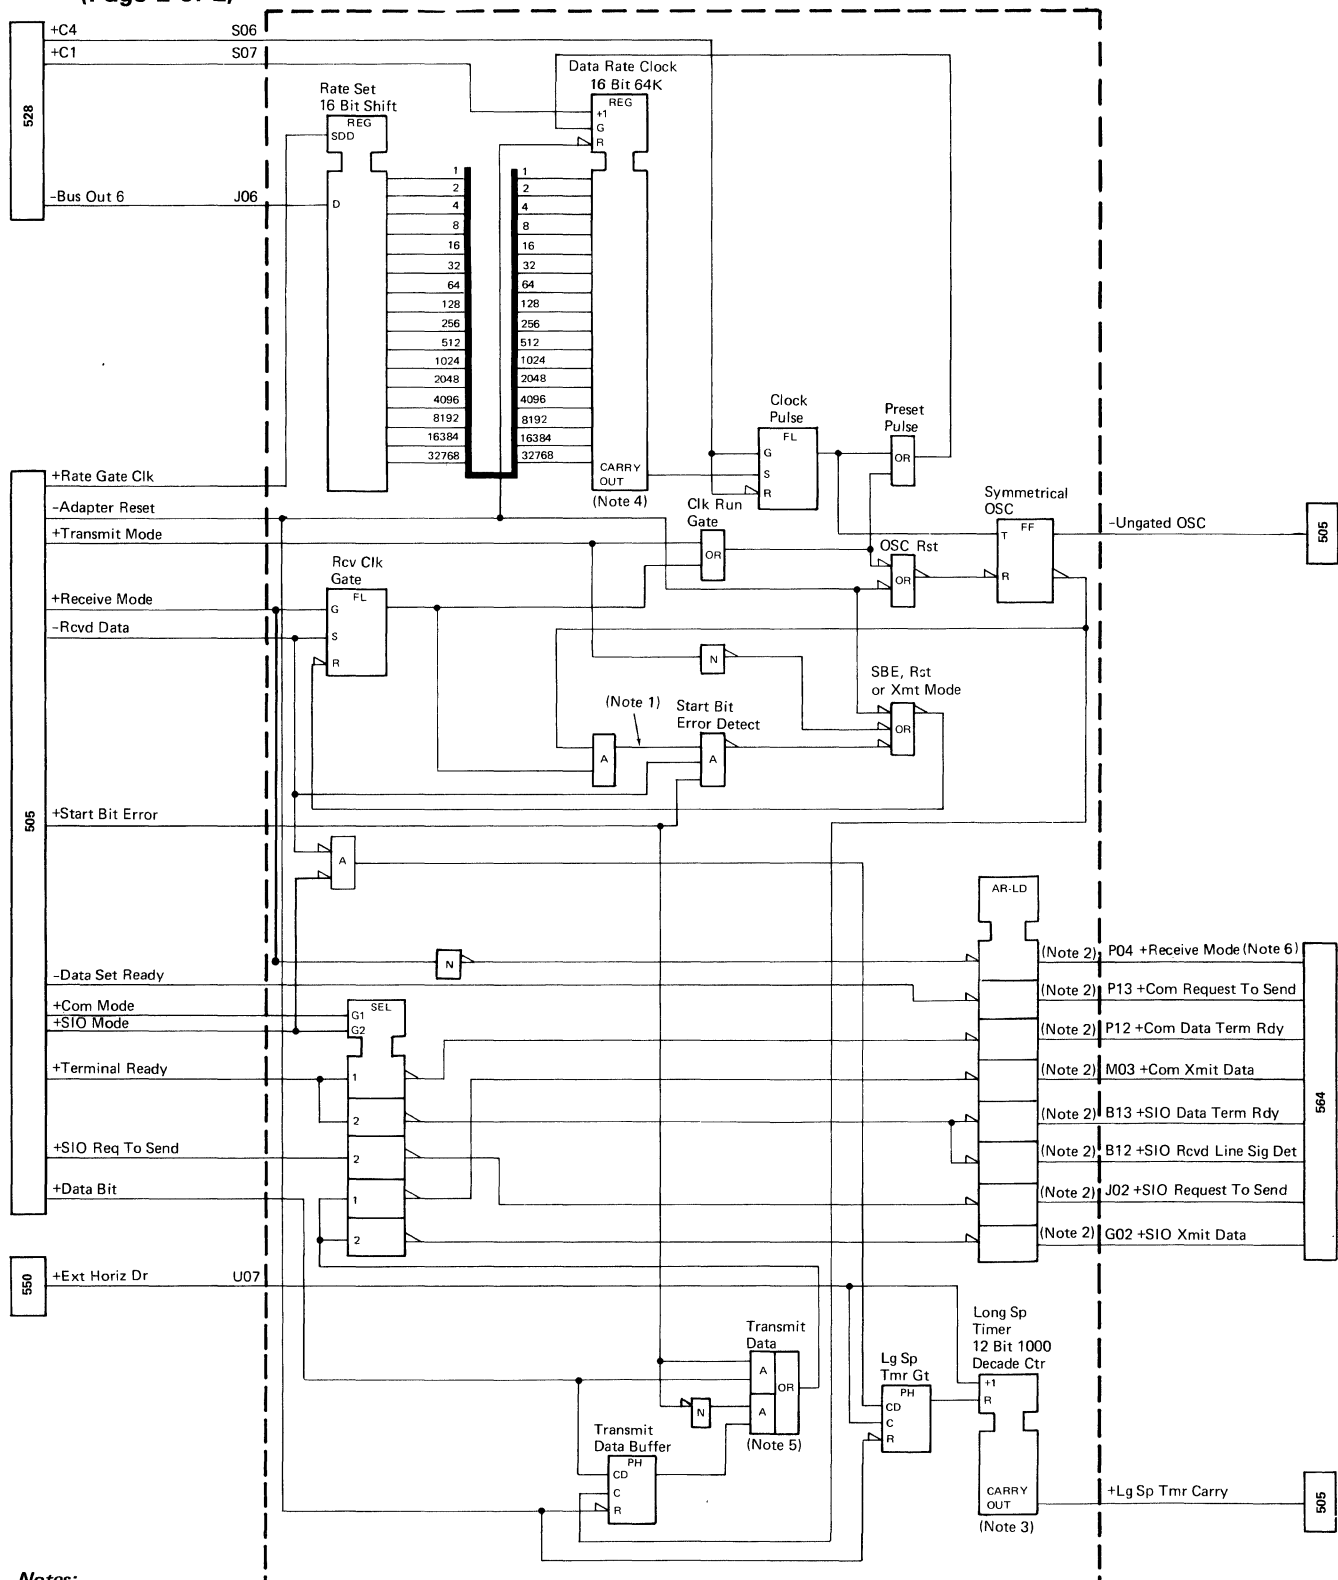 (Page 2 of 2)
528
+C4 S06
+C1 S07
-Bus Out 6 J06
Rate Set
16 Bit Shift
REG
SDD
D
1
2
4
8
16
32
64
128
256
512
1024
2048
4096
8192
16384
32768
Data Rate Clock
16 Bit 64K
REG
+1
G
R
1
2
4
8
16
32
64
128
256
512
1024
2048
4096
8192
16384
32768
CARRY
OUT
(Note 4)
Clock
Pulse
FL
G
S
R
Preset
Pulse
OR
505
+Rate Gate Clk
-Adapter Reset
+Transmit Mode
+Receive Mode
-Rcvd Data
+Start Bit Error
-Data Set Ready
+Com Mode
+SIO Mode
+Terminal Ready
+SIO Req To Send
+Data Bit
Clk Run
Gate
OR
OSC Rst
OR
Symmetrical
OSC
FF
T
R
-Ungated OSC
505
Rcv Clk
Gate
FL
G
S
R
N
SBE, Rst
or Xmt Mode
OR
(Note 1)
Start Bit
Error Detect
A
A
A
N
SEL
G1
G2
1
2
2
1
2
AR-LD
(Note 2) P04 +Receive Mode (Note 6)
(Note 2) P13 +Com Request To Send
(Note 2) P12 +Com Data Term Rdy
(Note 2) M03 +Com Xmit Data
(Note 2) B13 +SIO Data Term Rdy
(Note 2) B12 +SIO Rcvd Line Sig Det
(Note 2) J02 +SIO Request To Send
(Note 2) G02 +SIO Xmit Data
564
550
+Ext Horiz Dr U07
Transmit
Data
A
OR
A
N
(Note 5)
Transmit
Data Buffer
PH
CD
C
R
Lg Sp
Tmr Gt
PH
CD
C
R
Long Sp
Timer
12 Bit 1000
Decade Ctr
+1
R
CARRY
OUT
(Note 3)
+Lg Sp Tmr Carry
505
Notes: